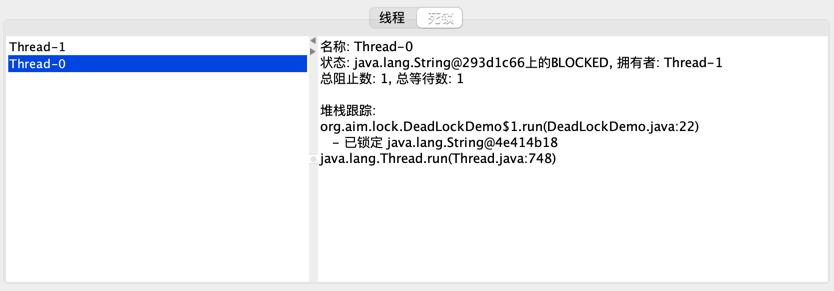 线程 死锁
Thread-1
Thread-0
名称: Thread-0
状态: java.lang.String@293d1c66上的BLOCKED, 拥有者: Thread-1
总阻止数: 1, 总等待数: 1
堆栈跟踪:
org.aim.lock.DeadLockDemo$1.run(DeadLockDemo.java:22)
- 已锁定 java.lang.String@4e414b18
java.lang.Thread.run(Thread.java:748)